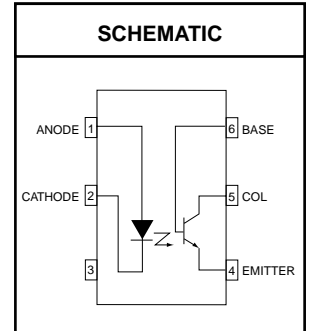 SCHEMATIC
ANODE 1
6 BASE
CATHODE 2
5 COL
3
4 EMITTER